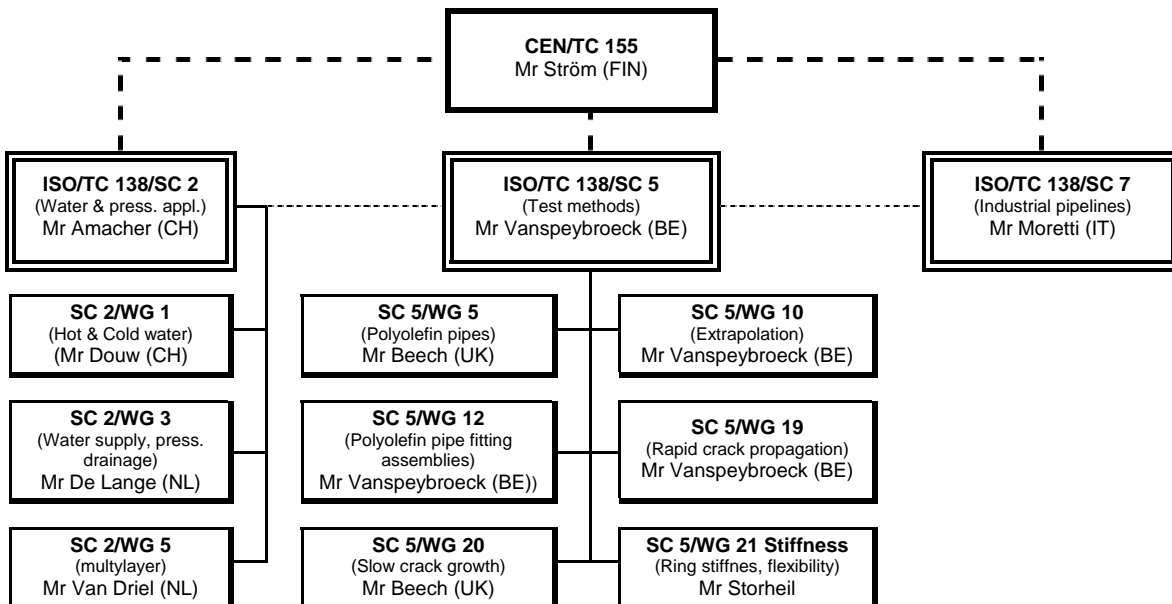 CEN/TC 155
Mr Ström (FIN)
ISO/TC 138/SC 2
(Water & press. appl.)
Mr Amacher (CH)
ISO/TC 138/SC 5
(Test methods)
Mr Vanspeybroeck (BE)
ISO/TC 138/SC 7
(Industrial pipelines)
Mr Moretti (IT)
SC 2/WG 1
(Hot & Cold water)
(Mr Douw (CH)
SC 5/WG 5
(Polyolefin pipes)
Mr Beech (UK)
SC 5/WG 10
(Extrapolation)
Mr Vanspeybroeck (BE)
SC 2/WG 3
(Water supply, press.
drainage)
Mr De Lange (NL)
SC 5/WG 12
(Polyolefin pipe fitting
assemblies)
Mr Vanspeybroeck (BE))
SC 5/WG 19
(Rapid crack propagation)
Mr Vanspeybroeck (BE)
SC 2/WG 5
(multylayer)
Mr Van Driel (NL)
SC 5/WG 20
(Slow crack growth)
Mr Beech (UK)
SC 5/WG 21 Stiffness
(Ring stiffnes, flexibility)
Mr Storheil